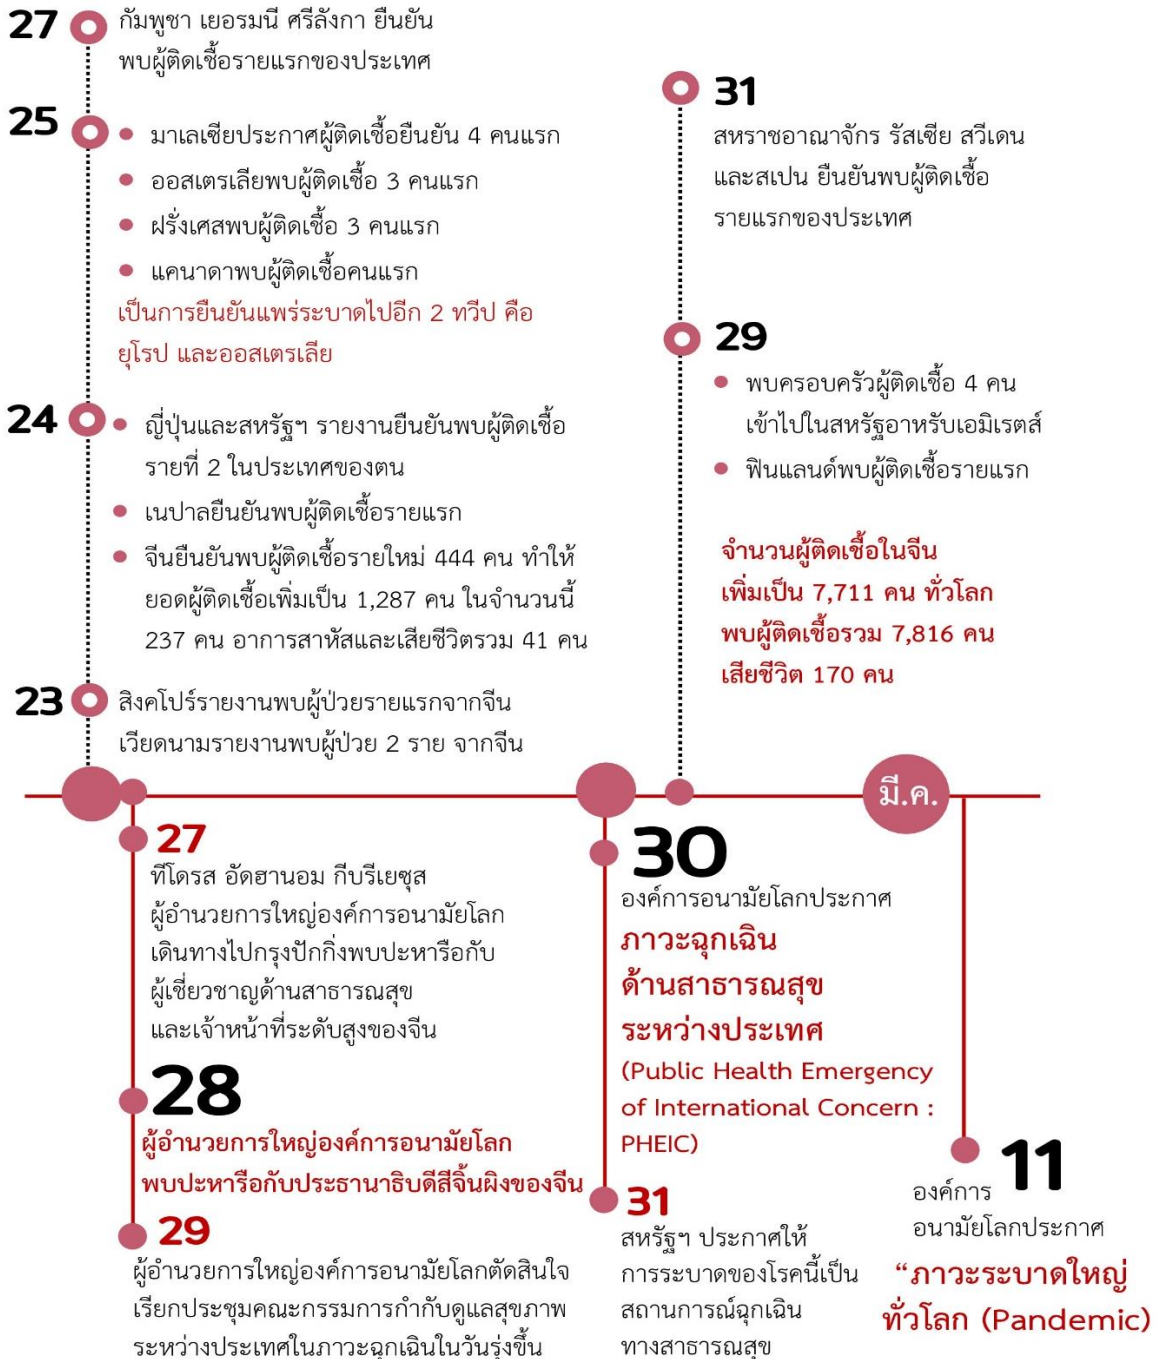 27
กัมพูชา เยอรมนี ศรีลังกา ยืนยัน
พบผู้ติดเชื้อรายแรกของประเทศ
25
มาเลเซียประกาศผู้ติดเชื้อยืนยัน 4 คนแรก
ออสเตรเลียพบผู้ติดเชื้อ 3 คนแรก
ฝรั่งเศสพบผู้ติดเชื้อ 3 คนแรก
แคนาดาพบผู้ติดเชื้อคนแรก
เป็นการยืนยันแพร่ระบาดไปอีก 2 ทวีป คือ
ยุโรป และออสเตรเลีย
24
ญี่ปุ่นและสหรัฐฯ รายงานยืนยันพบผู้ติดเชื้อ
รายที่ 2 ในประเทศของตน
เนปาลยืนยันพบผู้ติดเชื้อรายแรก
จีนยืนยันพบผู้ติดเชื้อรายใหม่ 444 คน ทำให้
ยอดผู้ติดเชื้อเพิ่มเป็น 1,287 คน ในจำนวนนี้
237 คน อาการสาหัสและเสียชีวิตรวม 41 คน
23
สิงคโปร์รายงานพบผู้ป่วยรายแรกจากจีน
เวียดนามรายงานพบผู้ป่วย 2 ราย จากจีน
31
สหราชอาณาจักร รัสเซีย สวีเดน
และสเปน ยืนยันพบผู้ติดเชื้อ
รายแรกของประเทศ
29
พบครอบครัวผู้ติดเชื้อ 4 คน
เข้าไปในสหรัฐอาหรับเอมิเรตส์
ฟินแลนด์พบผู้ติดเชื้อรายแรก
จำนวนผู้ติดเชื้อในจีน
เพิ่มเป็น 7,711 คน ทั่วโลก
พบผู้ติดเชื้อรวม 7,816 คน
เสียชีวิต 170 คน
มี.ค.
27
ทีโดรส อัดฮานอม กีบรีเยซุส
ผู้อำนวยการใหญ่องค์การอนามัยโลก
เดินทางไปกรุงปักกิ่งพบปะหารือกับ
ผู้เชี่ยวชาญด้านสาธารณสุข
และเจ้าหน้าที่ระดับสูงของจีน
28
ผู้อำนวยการใหญ่องค์การอนามัยโลก
พบปะหารือกับประธานาธิบดีสีจิ้นผิงของจีน
29
ผู้อำนวยการใหญ่องค์การอนามัยโลกตัดสินใจ
เรียกประชุมคณะกรรมการกำกับดูแลสุขภาพ
ระหว่างประเทศในภาวะฉุกเฉินในวันรุ่งขึ้น
30
องค์การอนามัยโลกประกาศ
ภาวะฉุกเฉิน
ด้านสาธารณสุข
ระหว่างประเทศ
(Public Health Emergency
of International Concern :
PHEIC)
31
สหรัฐฯ ประกาศให้
การระบาดของโรคนี้เป็น
สถานการณ์ฉุกเฉิน
ทางสาธารณสุข
11
องค์การ
อนามัยโลกประกาศ
“ภาวะระบาดใหญ่
ทั่วโลก (Pandemic)